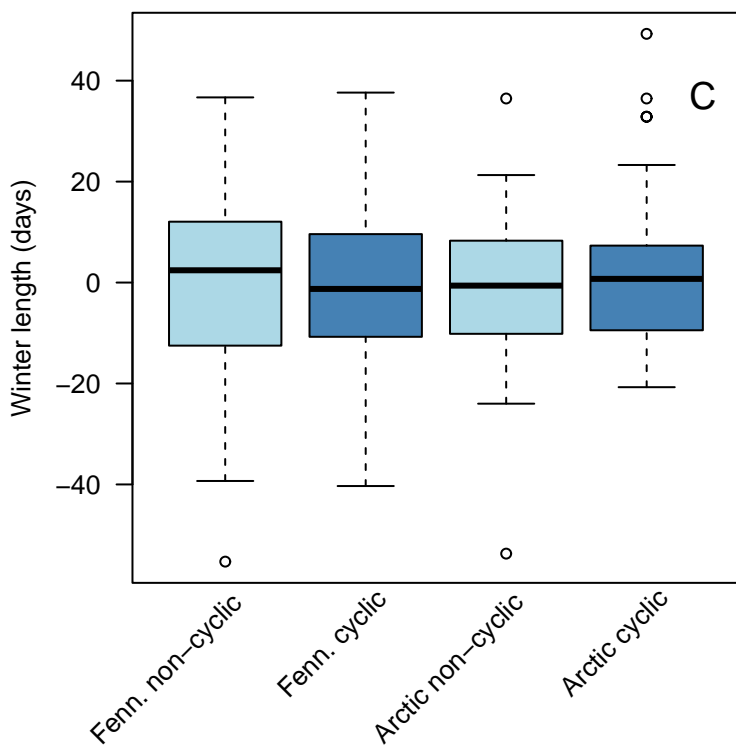 C
Winter length (days)
40
20
0
−20
−40
Fenn. non−cyclic
Fenn. cyclic
Arctic non−cyclic
Arctic cyclic